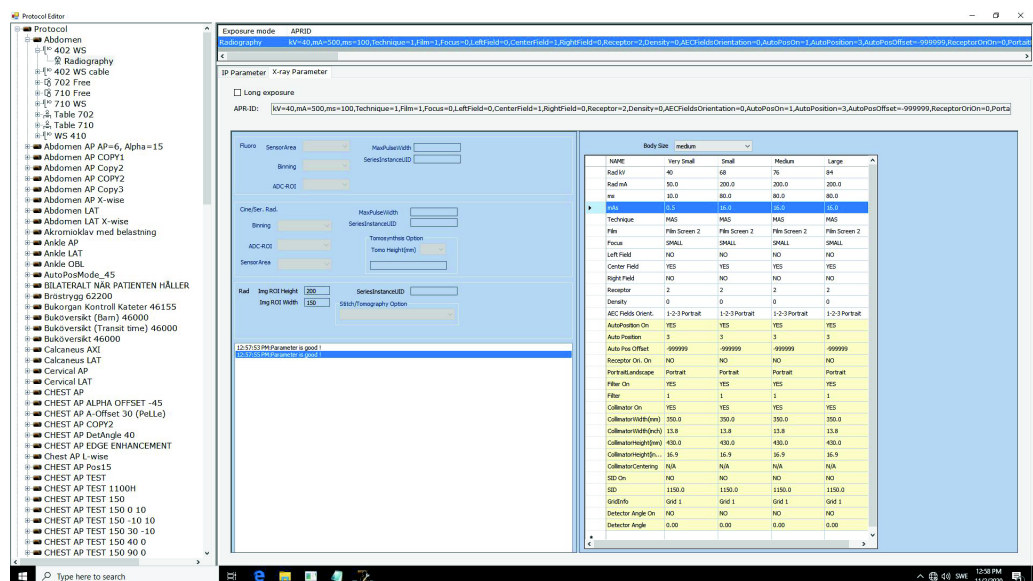 Protocol Editor
Protocol
Abdomen
402 WS
Radiography
402 WS cable
702 Free
710 Free
710 WS
Table 702
Table 710
WS 410
Abdomen AP AP=6, Alpha=15
Abdomen AP COPY1
Abdomen AP Copy2
Abdomen AP COPY2
Abdomen AP Copy3
Abdomen AP X-wise
Abdomen LAT
Abdomen LAT X-wise
Akromioklav med belastning
Ankle AP
Ankle LAT
Ankle OBL
AutoPosMode_45
BILATERALT NÄR PATIENTEN HÅLLER
Bröstrygg 62200
Bukorgan Kontroll Kateter 46155
Buköversikt (Barn) 46000
Buköversikt (Transit time) 46000
Buköversikt 46000
Calcaneus AXI
Calcaneus LAT
Cervical AP
Cervical LAT
CHEST AP
CHEST AP ALPHA OFFSET -45
CHEST AP A-Offset 30 (PeLLe)
CHEST AP COPY2
CHEST AP DetAngle 40
CHEST AP EDGE ENHANCEMENT
Chest AP L-wise
CHEST AP Pos15
CHEST AP TEST
CHEST AP TEST 1100H
CHEST AP TEST 150
CHEST AP TEST 150 0 10
CHEST AP TEST 150 -10 10
CHEST AP TEST 150 30 -10
CHEST AP TEST 150 40 0
CHEST AP TEST 150 90 0
Exposure mode APRID
Radiography kV=40,mA=500,ms=100,Technique=1,Film=1,Focus=0,LeftField=0,CenterField=1,RightField=0,Receptor=2,Density=0,AECFieldsOrientation=0,AutoPosOn=1,AutoPosition=3,AutoPosOffset=-999999,ReceptorOriOn=0,Portait
IP Parameter X-ray Parameter
Long exposure
APR-ID: kV=40,mA=500,ms=100,Technique=1,Film=1,Focus=0,LeftField=0,CenterField=1,RightField=0,Receptor=2,Density=0,AECFieldsOrientation=0,AutoPosOn=1,AutoPosition=3,AutoPosOffset=-999999,ReceptorOriOn=0,Porta
Fluoro SensorArea MaxPulseWidth
Binning SeriesInstanceUID
ADC-ROI
Cine/Ser. Rad. MaxPulseWidth
Binning SeriesInstanceUID
ADC-ROI Tomosynthsis Option
Tomo Height(mm)
SensorArea
Rad Img ROI Height 200 SeriesInstanceUID
Img ROI Width 150 Stitch/Tomography Option
12:57:53 PM:Parameter is good !
12:57:55 PM:Parameter is good !
Body Size medium
NAME Very Small Small Medium Large
Rad kV 40 68 76 84
Rad mA 50.0 200.0 200.0 200.0
ms 10.0 80.0 80.0 80.0
mAs 0.5 16.0 16.0 16.0
Technique MAS MAS MAS MAS
Film Film Screen 2 Film Screen 2 Film Screen 2 Film Screen 2
Focus SMALL SMALL SMALL SMALL
Left Field NO NO NO NO
Center Field YES YES YES YES
Right Field NO NO NO NO
Receptor 2 2 2 2
Density 0 0 0 0
AEC Fields Orient. 1-2-3 Portrait 1-2-3 Portrait 1-2-3 Portrait 1-2-3 Portrait
AutoPosition On YES YES YES YES
Auto Position 3 3 3 3
Auto Pos Offset -999999 -999999 -999999 -999999
Receptor Ori. On NO NO NO NO
PortraitLandscape Portrait Portrait Portrait Portrait
Filter On YES YES YES YES
Filter 1 1 1 1
Collimator On YES YES YES YES
CollimatorWidth(mm) 350.0 350.0 350.0 350.0
CollimatorWidth(inch) 13.8 13.8 13.8 13.8
CollimatorHeight(mm) 430.0 430.0 430.0 430.0
CollimatorHeight(in... 16.9 16.9 16.9 16.9
CollimatorCentering N/A N/A N/A N/A
SID On NO NO NO NO
SID 1150.0 1150.0 1150.0 1150.0
GridInfo Grid 1 Grid 1 Grid 1 Grid 1
Detector Angle On NO NO NO NO
Detector Angle 0.00 0.00 0.00 0.00
Type here to search
SWE 12:58 PM